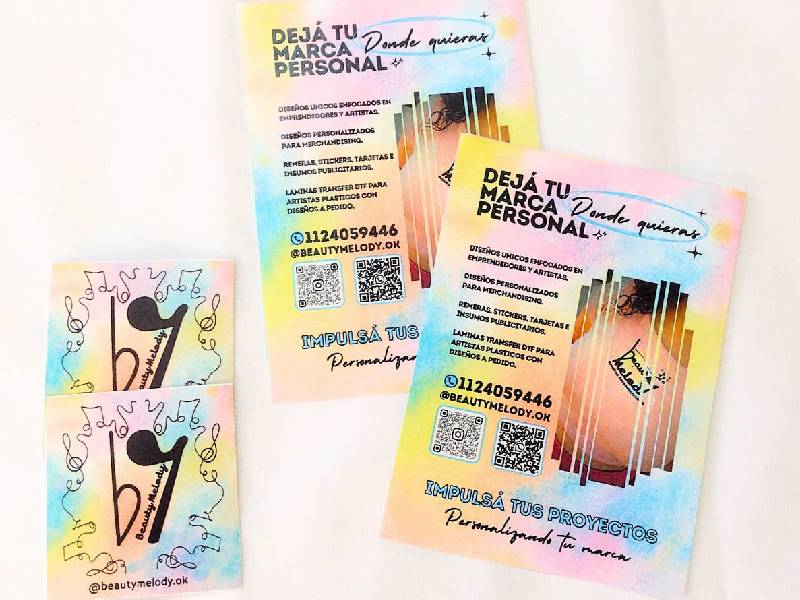 DEJÁ TU
MARCA
PERSONAL
Donde quieras
DISEÑOS UNICOS ENFOCADOS EN
EMPRENDEDORES Y ARTISTAS.
DISEÑOS PERSONALIZADOS
PARA MERCHANDISING.
REMERAS, STICKERS, TARJETAS E
INSUMOS PUBLICITARIOS.
LAMINAS TRANSFER DTF PARA
ARTISTAS PLASTICOS CON
DISEÑOS A PEDIDO.
1124059446
@BEAUTYMELODY.OK
IMPULSÁ TUS
Personalizando
DEJÁ TU
MARCA
PERSONAL
Donde quieras
DISEÑOS UNICOS ENFOCADOS EN
EMPRENDEDORES Y ARTISTAS.
DISEÑOS PERSONALIZADOS
PARA MERCHANDISING.
REMERAS, STICKERS, TARJETAS E
INSUMOS PUBLICITARIOS.
LAMINAS TRANSFER DTF PARA
ARTISTAS PLASTICOS CON
DISEÑOS A PEDIDO.
1124059446
@BEAUTYMELODY.OK
IMPULSÁ TUS PROYECTOS
Personalizando tu marca
Beauty Melody
Beauty Melody
@beautymelody.ok